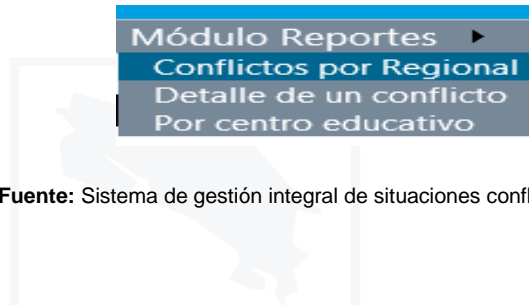 Módulo Reportes
Conflictos por Regional
Detalle de un conflicto
Por centro educativo
Fuente: Sistema de gestión integral de situaciones